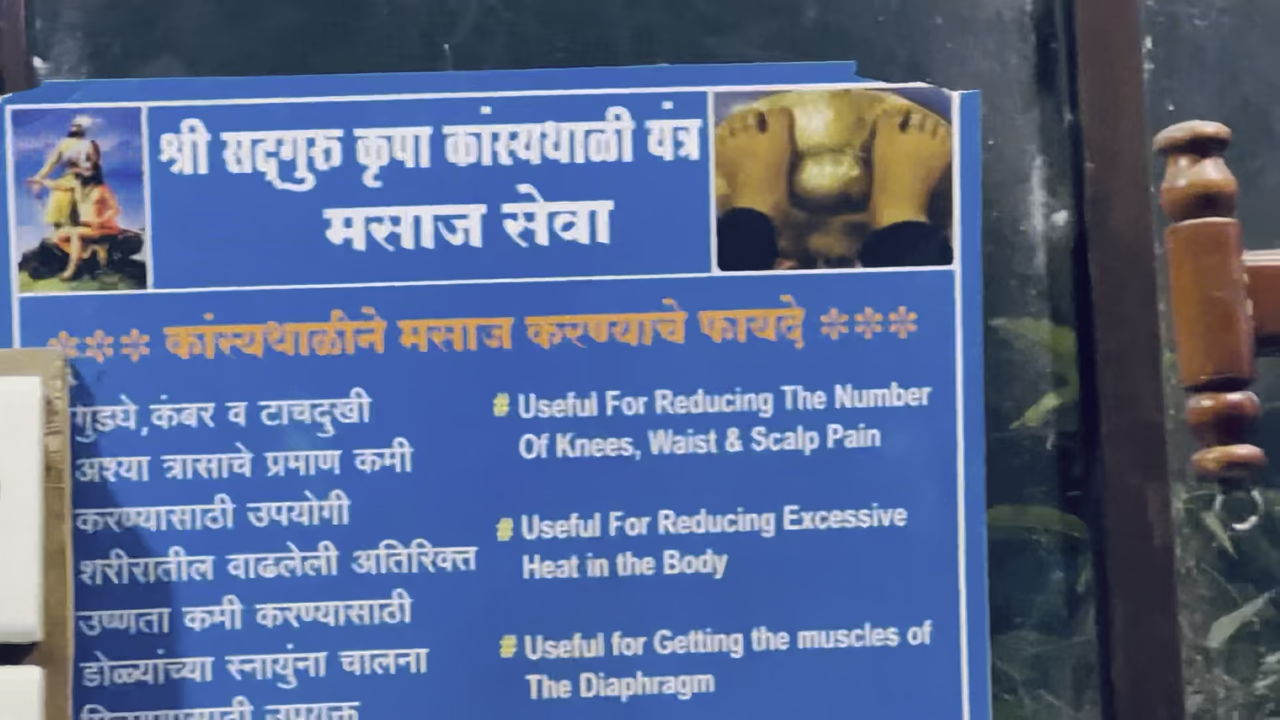 श्री सद्‌गुरु कृपा कांस्यथाळी यंत्र
मसाज सेवा
*** कांस्यथाळीने मसाज करण्याचे फायदे ***
गुडघे,कंबर व टाचदुखी
अश्या त्रासाचे प्रमाण कमी
करण्यासाठी उपयोगी
शरीरातील वाढलेली अतिरिक्त
उष्णता कमी करण्यासाठी
डोळ्यांच्या स्नायुंना चालना
# Useful For Reducing The Number
Of Knees, Waist & Scalp Pain
# Useful For Reducing Excessive
Heat in the Body
# Useful for Getting the muscles of
The Diaphragm